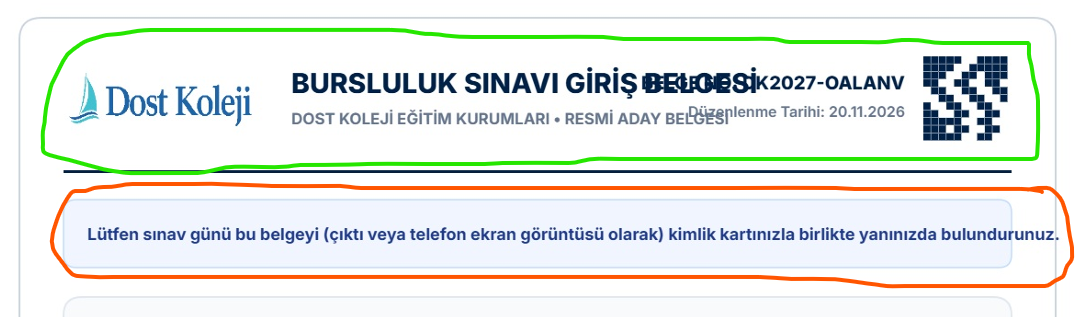 Dost Koleji
BURSLULUK SINAVI GİRİŞ BELGESİ
DK2027-OALANV
DOST KOLEJİ EĞİTİM KURUMLARI • RESMİ ADAY BELGESİ
Düzenlenme Tarihi: 20.11.2026
Lütfen sınav günü bu belgeyi (çıktı veya telefon ekran görüntüsü olarak) kimlik kartınızla birlikte yanınızda bulundurunuz.